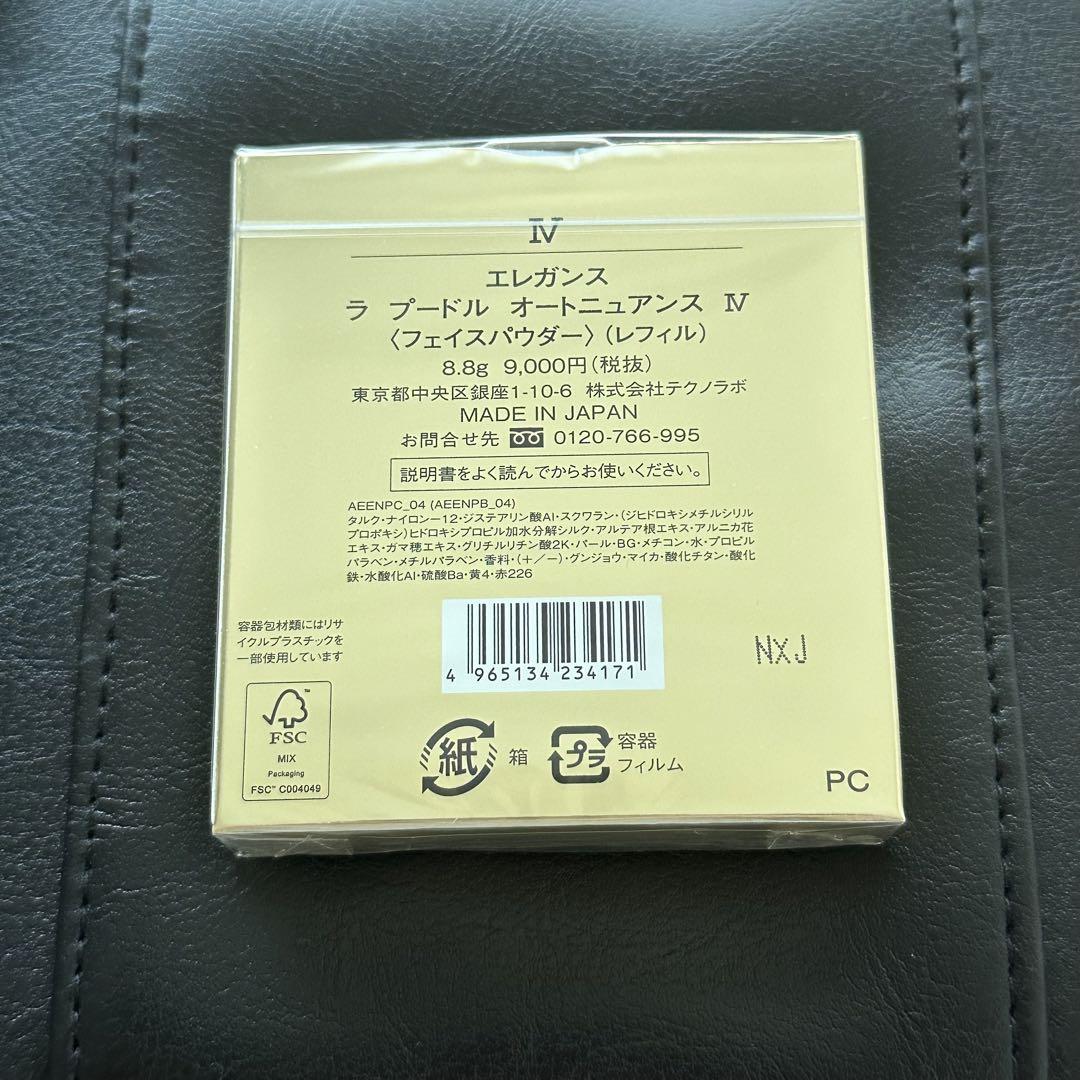 Ⅳ
エレガンス
ラ プードル オートニュアンス Ⅳ
〈フェイスパウダー〉(レフィル)
8.8g 9,000円(税抜)
東京都中央区銀座1-10-6 株式会社テクノラボ
MADE IN JAPAN
お問合せ先 0120-766-995
説明書をよく読んでからお使いください。
AEENPC_04 (AEENPB_04)
タルク・ナイロン－12・ジステアリン酸Al・スクワラン・(ジヒドロキシメチルシリル
プロポキシ)ヒドロキシプロピル加水分解シルク・アルテア根エキス・アルニカ花
エキス・ガマ穂エキス・グリチルリチン酸2K・パール・BG・メチコン・水・プロピル
パラベン・メチルパラベン・香料・(＋／－)・グンジョウ・マイカ・酸化チタン・酸化
鉄・水酸化Al・硫酸Ba・黄4・赤226
容器包材類にはリサ
イクルプラスチックを
一部使用しています
4 965134 234171
NXJ
FSC™
MIX
Packaging
FSC™ C004049
紙 箱
プラ 容器
フィルム
PC